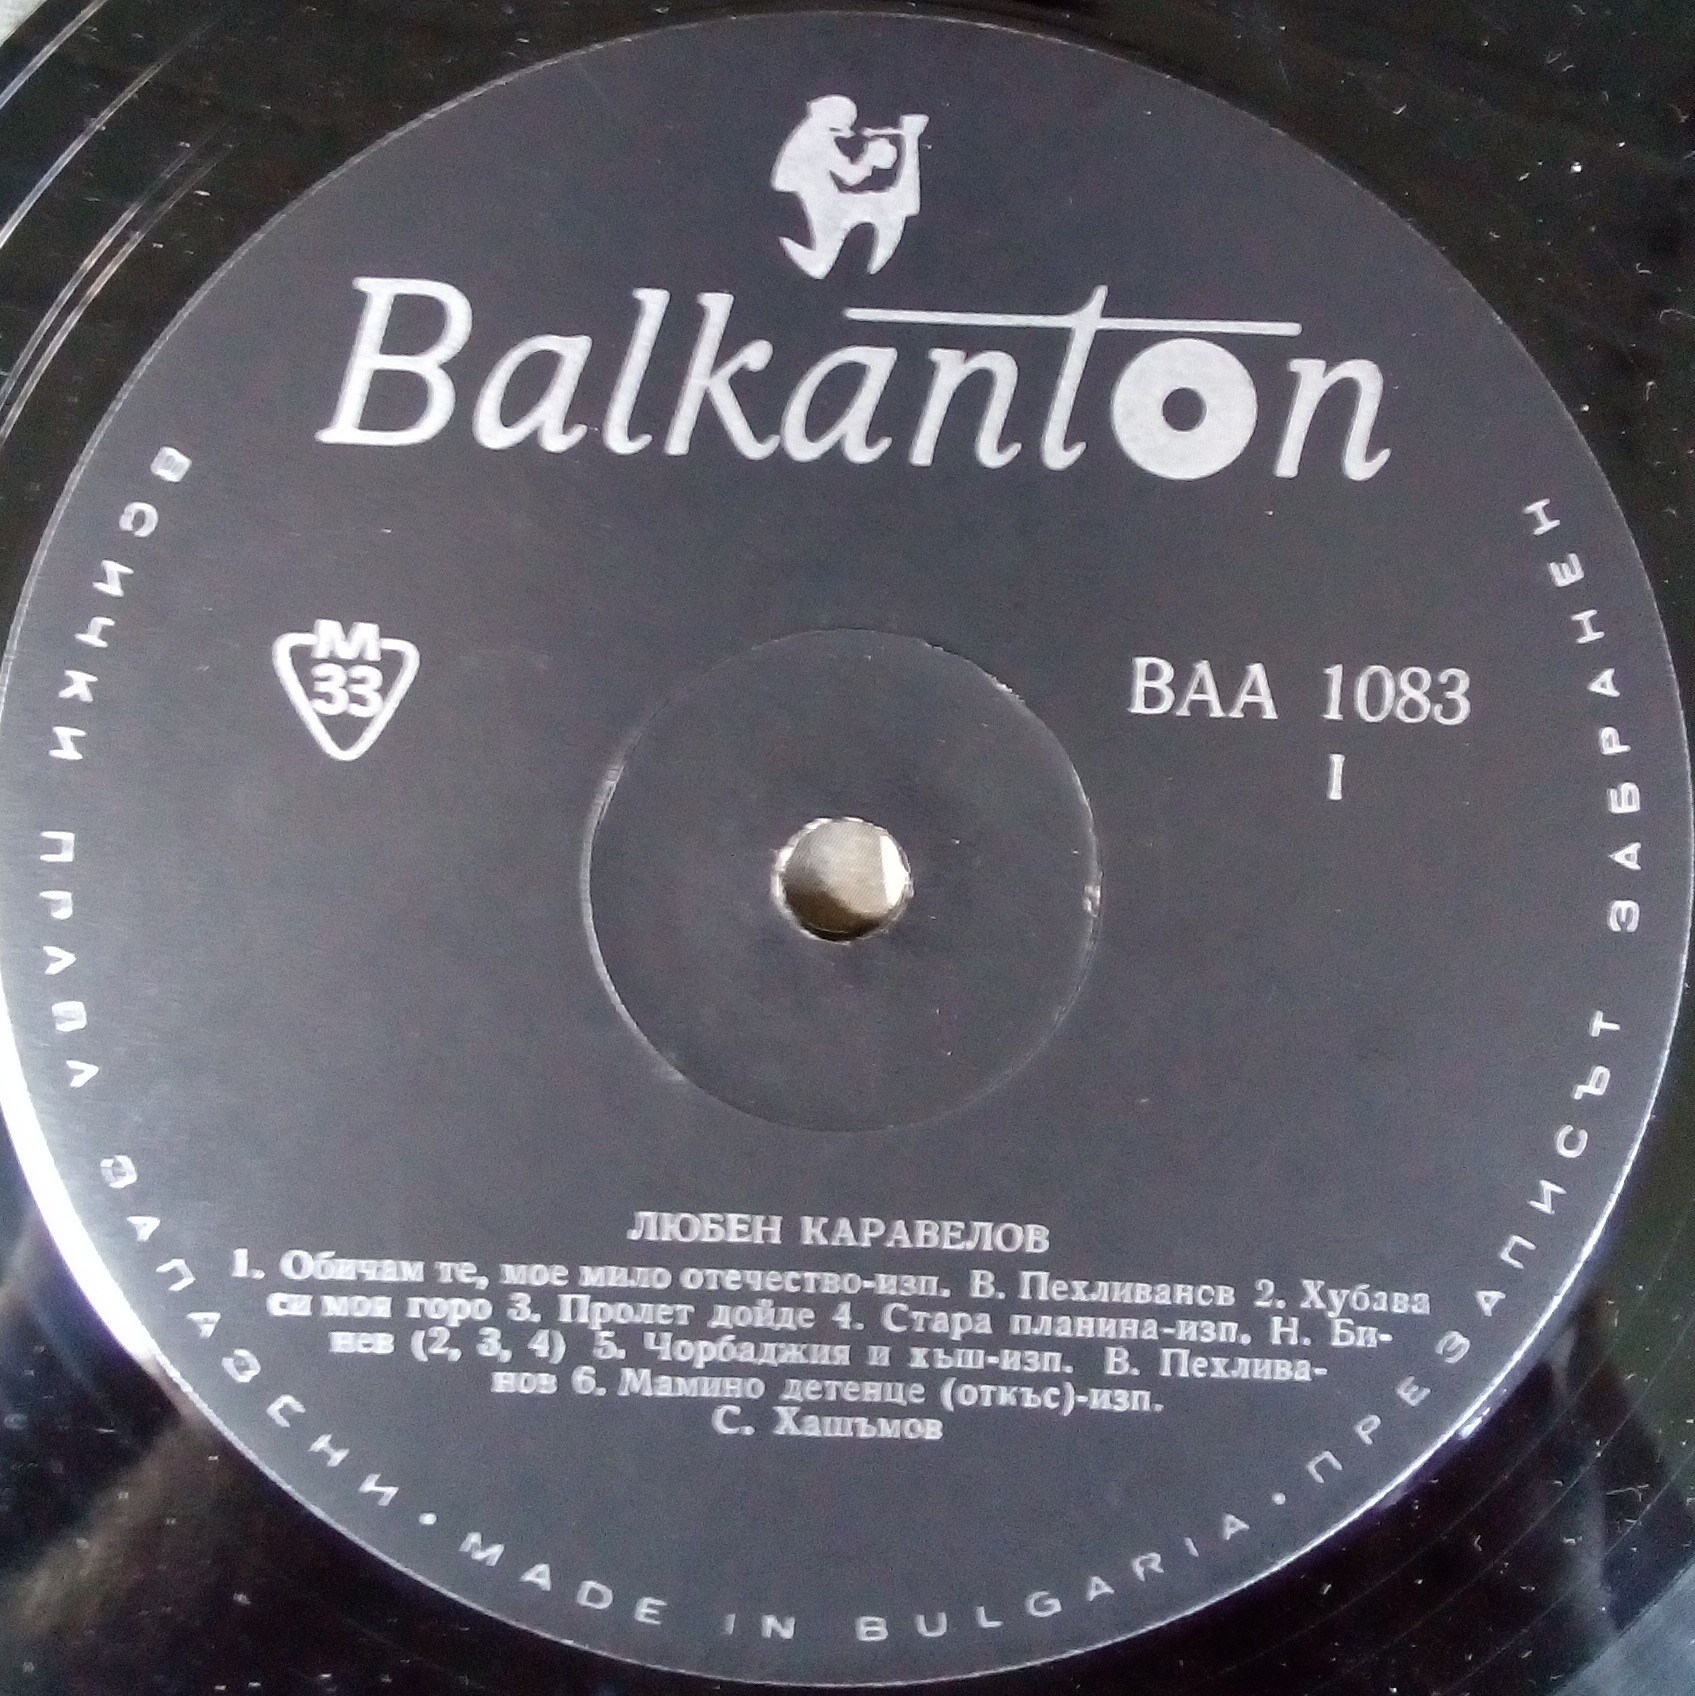 Balkanton
М
33
ВАА 1083
I
ЛЮБЕН КАРАВЕЛОВ
1. Обичам те, мое мило отечество-изп. В. Пехливанов 2. Хубава
си моя горо 3. Пролет дойде 4. Стара планина-изп. Н. Би-
нев (2, 3, 4) 5. Чорбаджия и хъш-изп. В. Пехлива-
нов 6. Мамино детенце (откъс)-изп.
С. Хашъмов
ВСИЧКИ ПРАВА ЗАПАЗЕНИ • MADE IN BULGARIA • ПРЕЗАПИСЪТ ЗАБРАНЕН